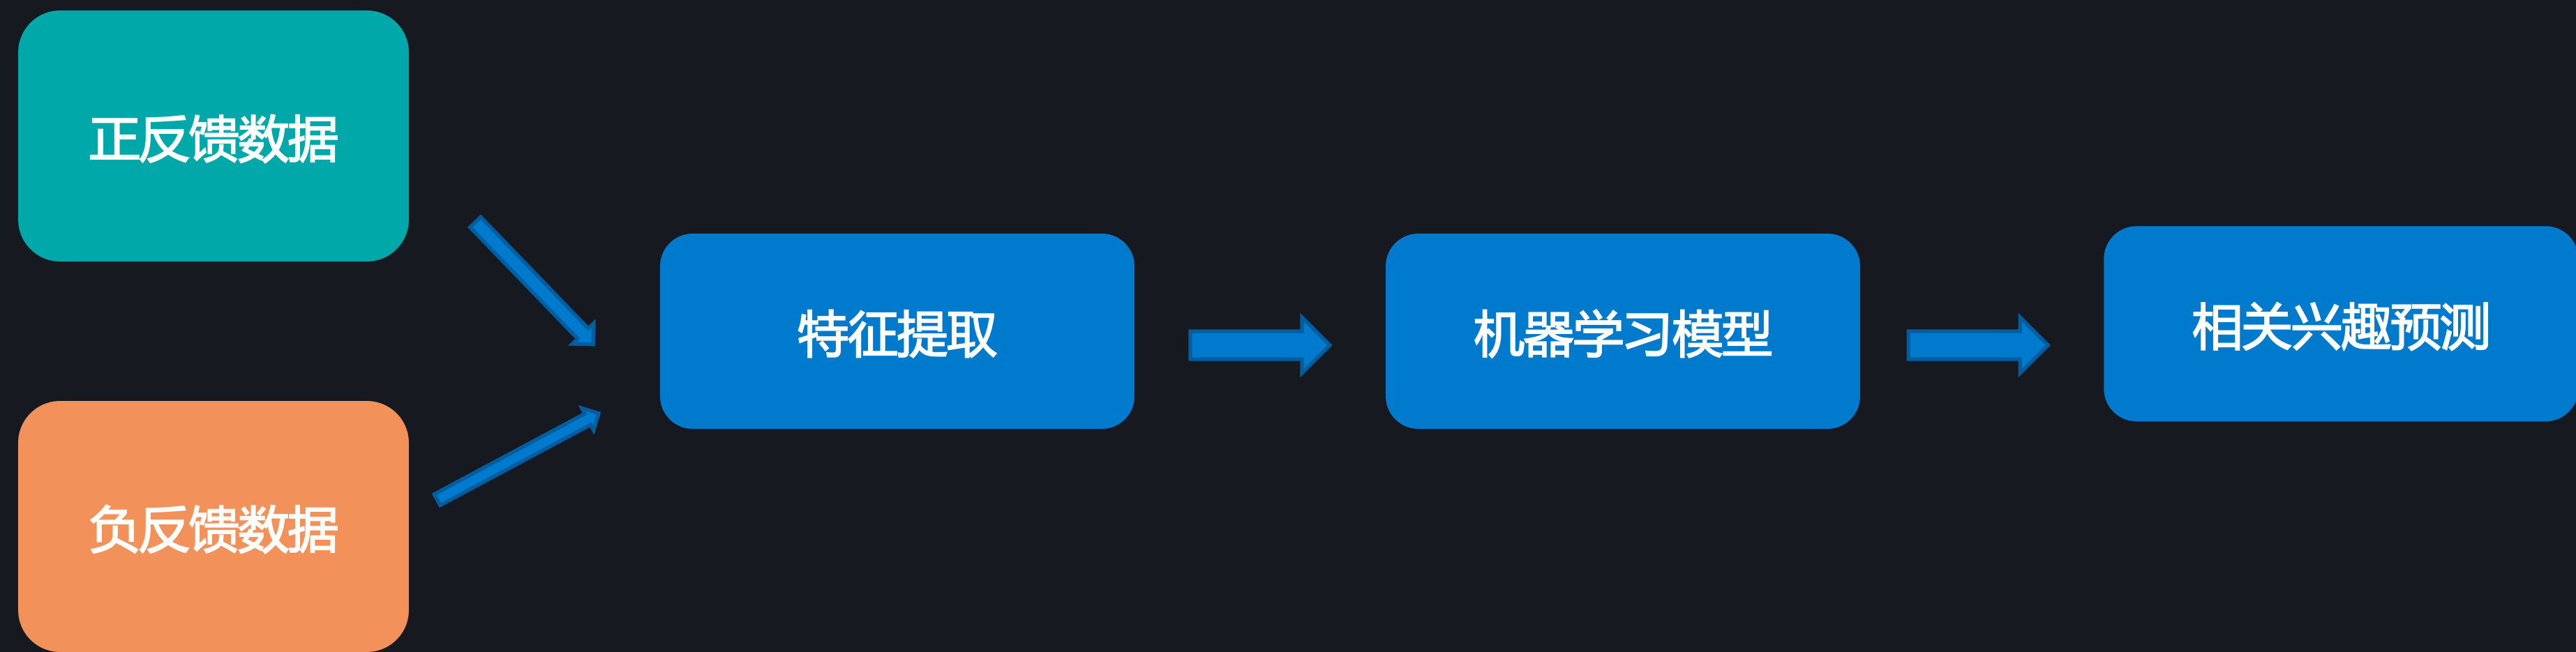 正反馈数据
负反馈数据
特征提取
机器学习模型
相关兴趣预测